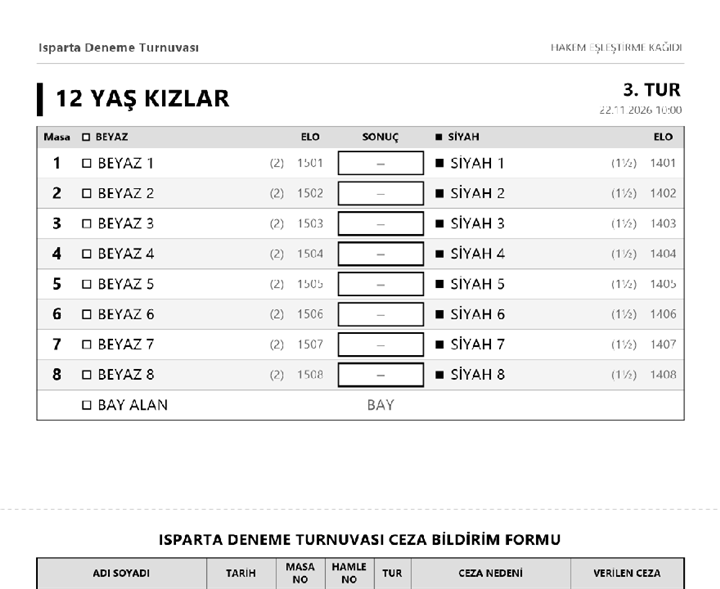 Isparta Deneme Turnuvası HAKEM EŞLEŞTİRME KAĞIDI
12 YAŞ KIZLAR 3. TUR
22.11.2026 10:00
Masa BEYAZ ELO SONUÇ SİYAH ELO
1 BEYAZ 1 (2) 1501 – SİYAH 1 (1½) 1401
2 BEYAZ 2 (2) 1502 – SİYAH 2 (1½) 1402
3 BEYAZ 3 (2) 1503 – SİYAH 3 (1½) 1403
4 BEYAZ 4 (2) 1504 – SİYAH 4 (1½) 1404
5 BEYAZ 5 (2) 1505 – SİYAH 5 (1½) 1405
6 BEYAZ 6 (2) 1506 – SİYAH 6 (1½) 1406
7 BEYAZ 7 (2) 1507 – SİYAH 7 (1½) 1407
8 BEYAZ 8 (2) 1508 – SİYAH 8 (1½) 1408
BAY ALAN BAY
ISPARTA DENEME TURNUVASI CEZA BİLDİRİM FORMU
ADI SOYADI TARİH MASA NO HAMLE NO TUR CEZA NEDENİ VERİLEN CEZA